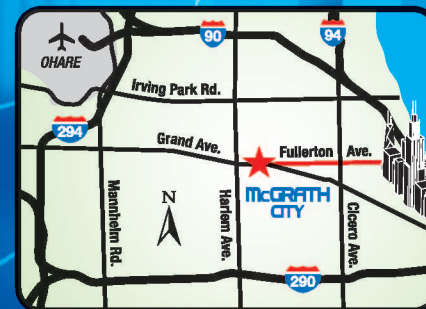 OHARE
90
94
Irving Park Rd.
294
Grand Ave.
Fullerton Ave.
McGRATH
CITY
N
Mannheim Rd.
Harlem Ave.
Cicero Ave.
290